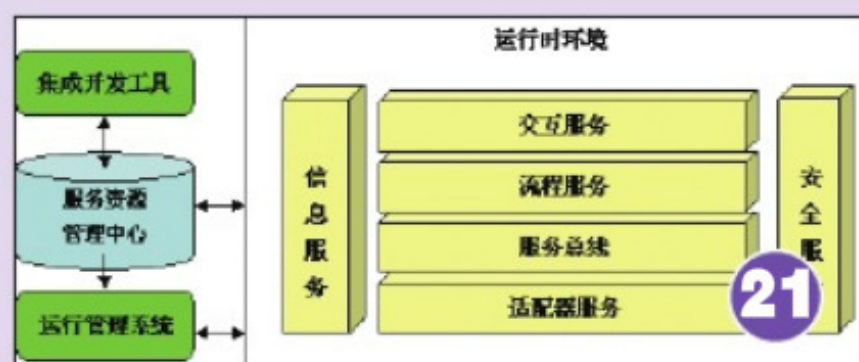 运行时环境
集成开发工具
服务资源
管理中心
运行管理系统
信息服务
交互服务
流程服务
服务总线
适配器服务
安全服
21